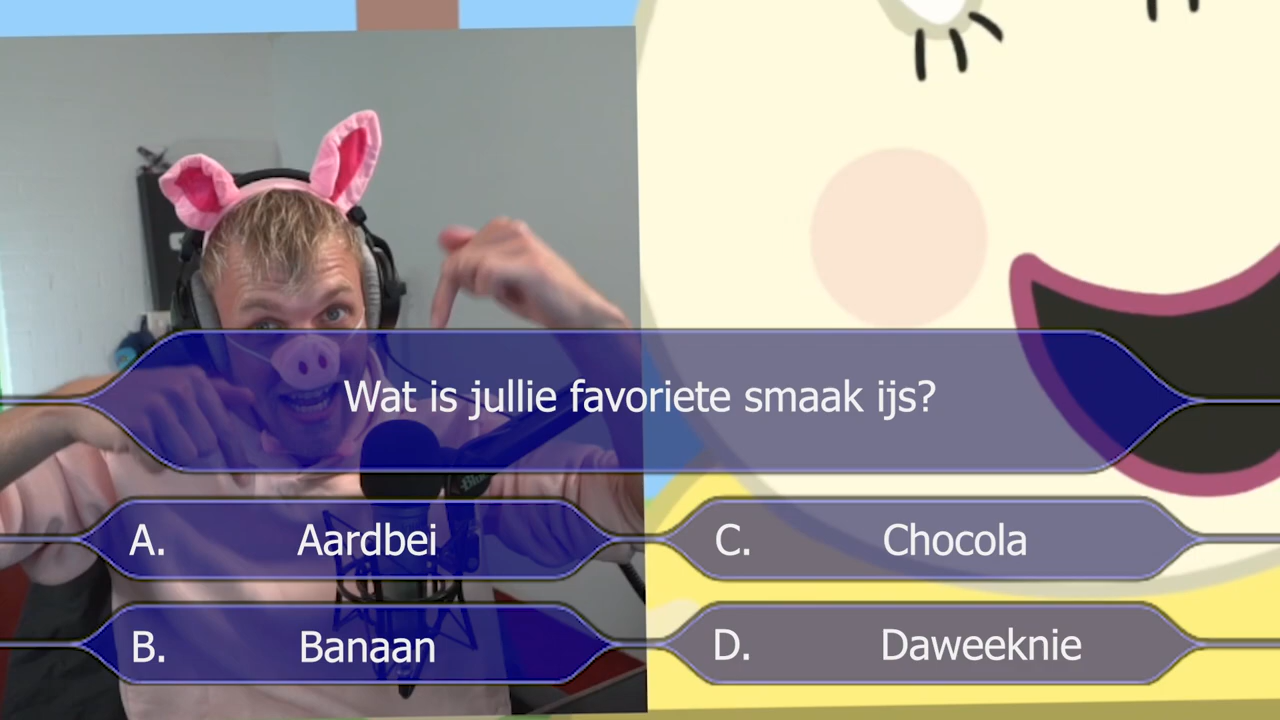 Wat is jullie favoriete smaak ijs?
A. Aardbei
C. Chocola
B. Banaan
D. Daweeknie